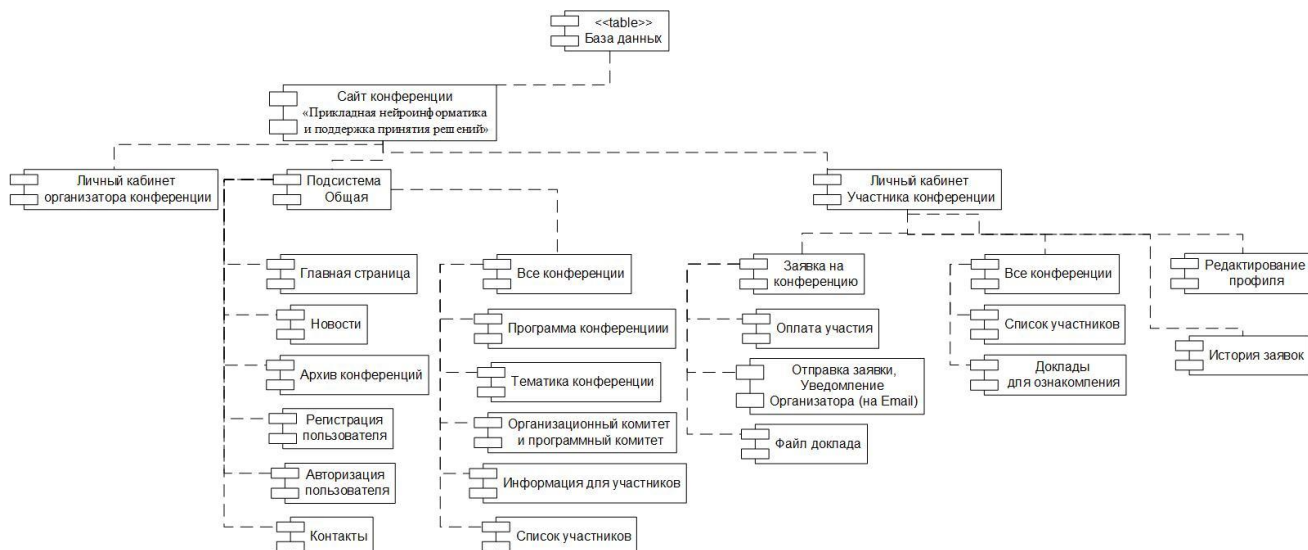 <<table>>
База данных
Сайт конференции
«Прикладная нейроинформатика
и поддержка принятия решений»
Личный кабинет
организатора конференции
Подсистема
Общая
Личный кабинет
Участника конференции
Главная страница
Новости
Архив конференций
Регистрация
пользователя
Авторизация
пользователя
Контакты
Все конференции
Программа конференциии
Тематика конференции
Организационный комитет
и программный комитет
Информация для участников
Список участников
Заявка на
конференцию
Оплата участия
Отправка заявки,
Уведомление
Организатора (на Email)
Файл доклада
Все конференции
Список участников
Доклады
для ознакомления
Редактирование
профиля
История заявок